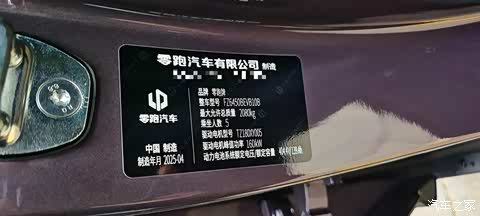 零跑汽车有限公司 制造
品牌 零跑牌
整车型号 FZ6450BEVB10B
最大允许总质量 2080kg
乘坐人数 5
驱动电机型号 TZ180XY005
驱动电机峰值功率 160kW
动力电池系统额定电压/额定容量
零跑汽车
中国 制造
制造年月 2025-04
汽车之家